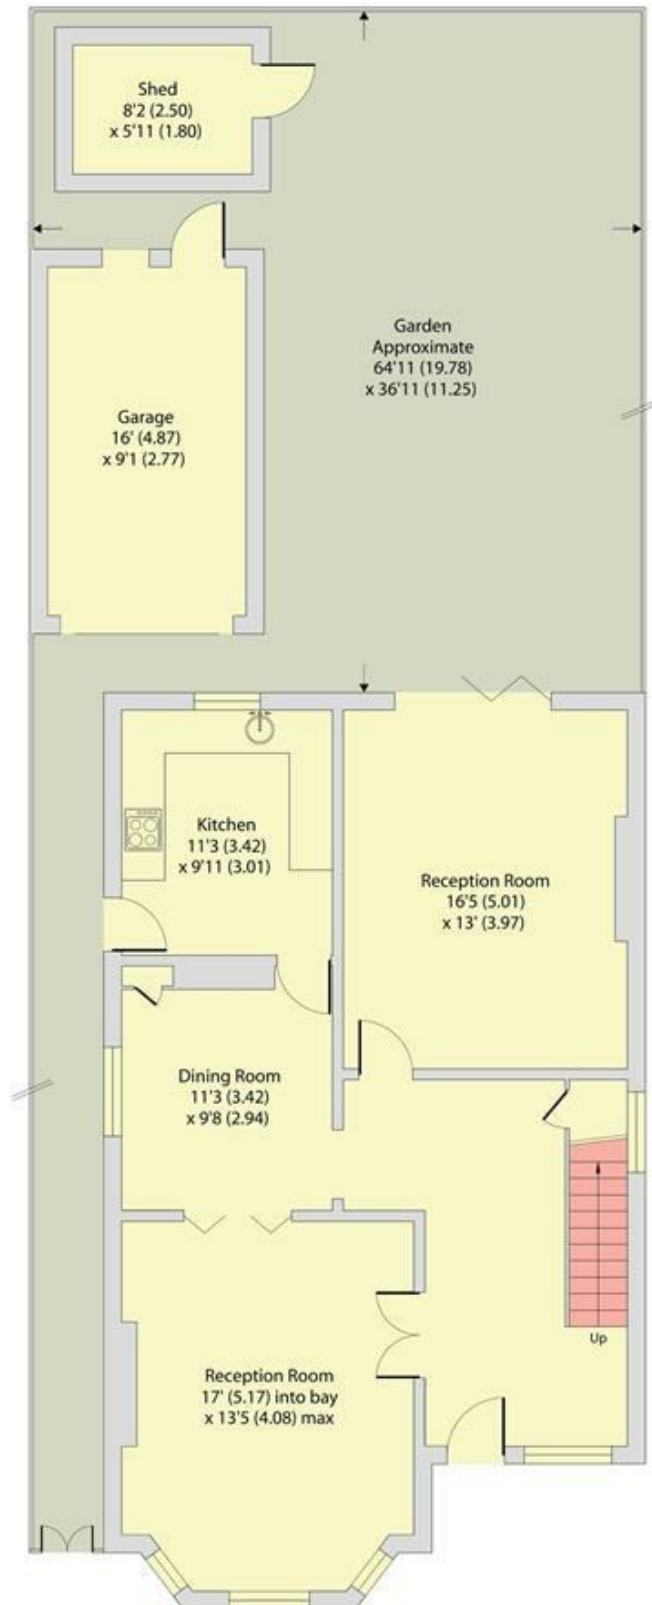 Shed
8'2 (2.50)
x 5'11 (1.80)
Garden
Approximate
64'11 (19.78)
x 36'11 (11.25)
Garage
16' (4.87)
x 9'1 (2.77)
Kitchen
11'3 (3.42)
x 9'11 (3.01)
Reception Room
16'5 (5.01)
x 13' (3.97)
Dining Room
11'3 (3.42)
x 9'8 (2.94)
Up
Reception Room
17' (5.17) into bay
x 13'5 (4.08) max